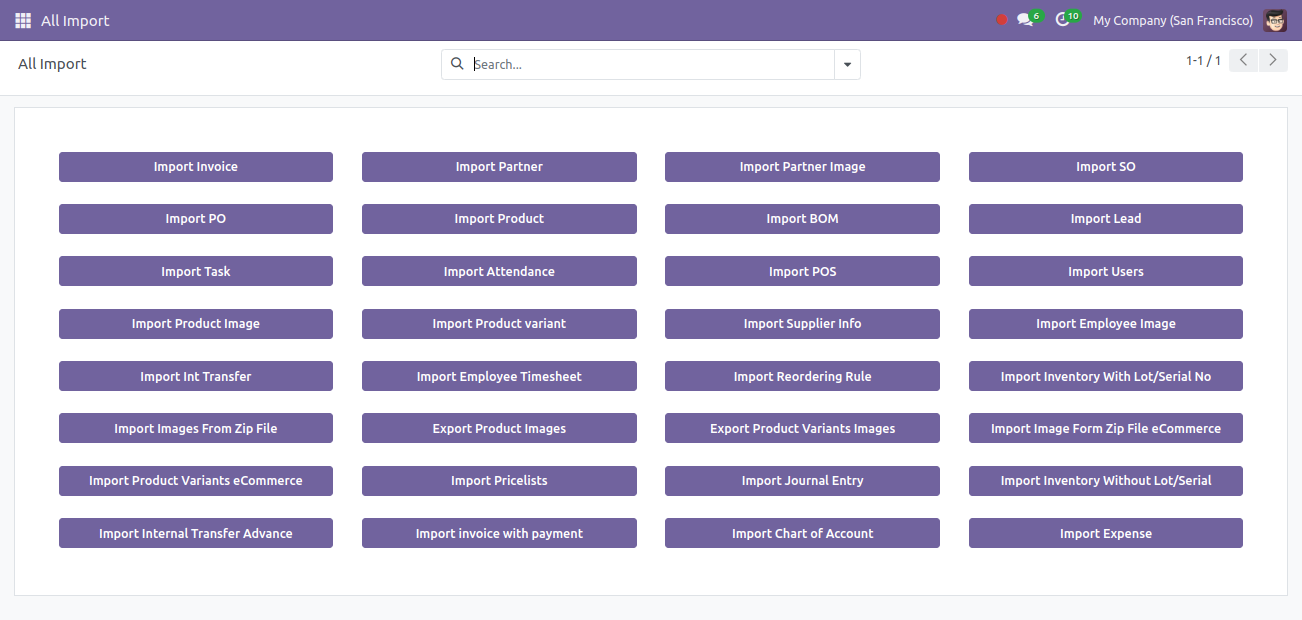 All Import 6 10 My Company (San Francisco)
All Import Search... 1-1 / 1
Import Invoice Import Partner Import Partner Image Import SO
Import PO Import Product Import BOM Import Lead
Import Task Import Attendance Import POS Import Users
Import Product Image Import Product variant Import Supplier Info Import Employee Image
Import Int Transfer Import Employee Timesheet Import Reordering Rule Import Inventory With Lot/Serial No
Import Images From Zip File Export Product Images Export Product Variants Images Import Image Form Zip File eCommerce
Import Product Variants eCommerce Import Pricelists Import Journal Entry Import Inventory Without Lot/Serial
Import Internal Transfer Advance Import invoice with payment Import Chart of Account Import Expense